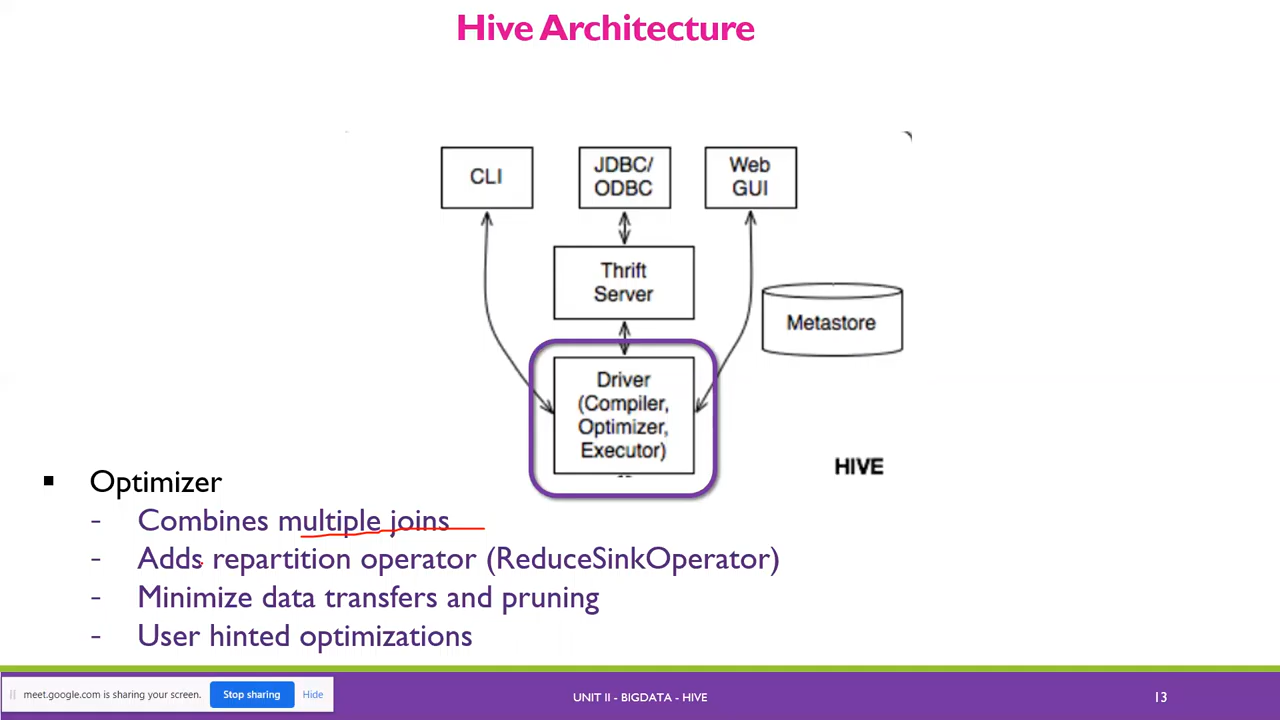 Hive Architecture
CLI
JDBC/
ODBC
Web
GUI
Thrift
Server
Metastore
Driver
(Compiler,
Optimizer,
Executor)
HIVE
▪ Optimizer
- Combines multiple joins
- Adds repartition operator (ReduceSinkOperator)
- Minimize data transfers and pruning
- User hinted optimizations
meet.google.com is sharing your screen.
Stop sharing
Hide
UNIT II - BIGDATA - HIVE
13